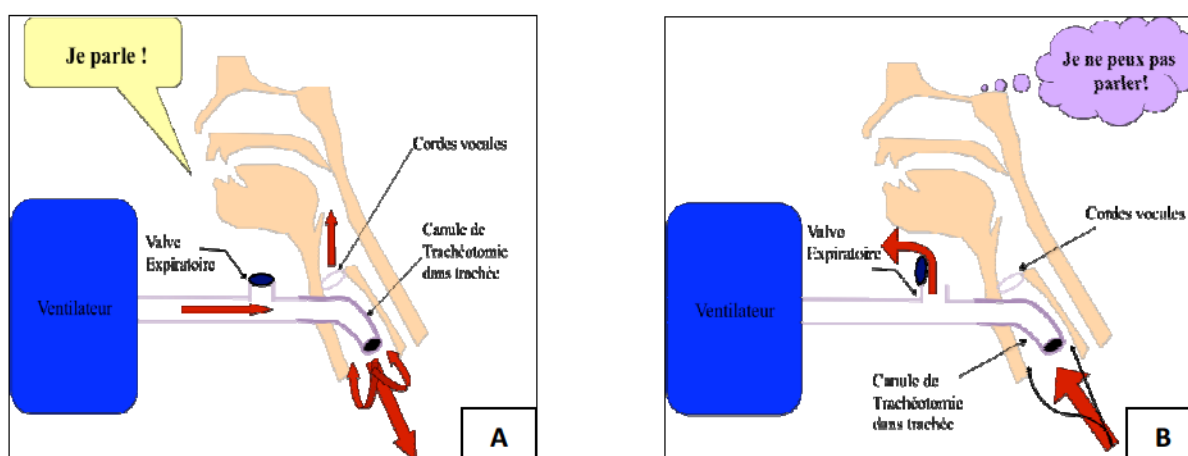 Je parle !
Cordes vocales
Canule de
Trachéotomie
dans trachée
Valve
Expiratoire
Ventilateur
A
Je ne peux pas
parler!
Cordes vocales
Valve
Expiratoire
Ventilateur
Canule de
Trachéotomie
dans trachée
B